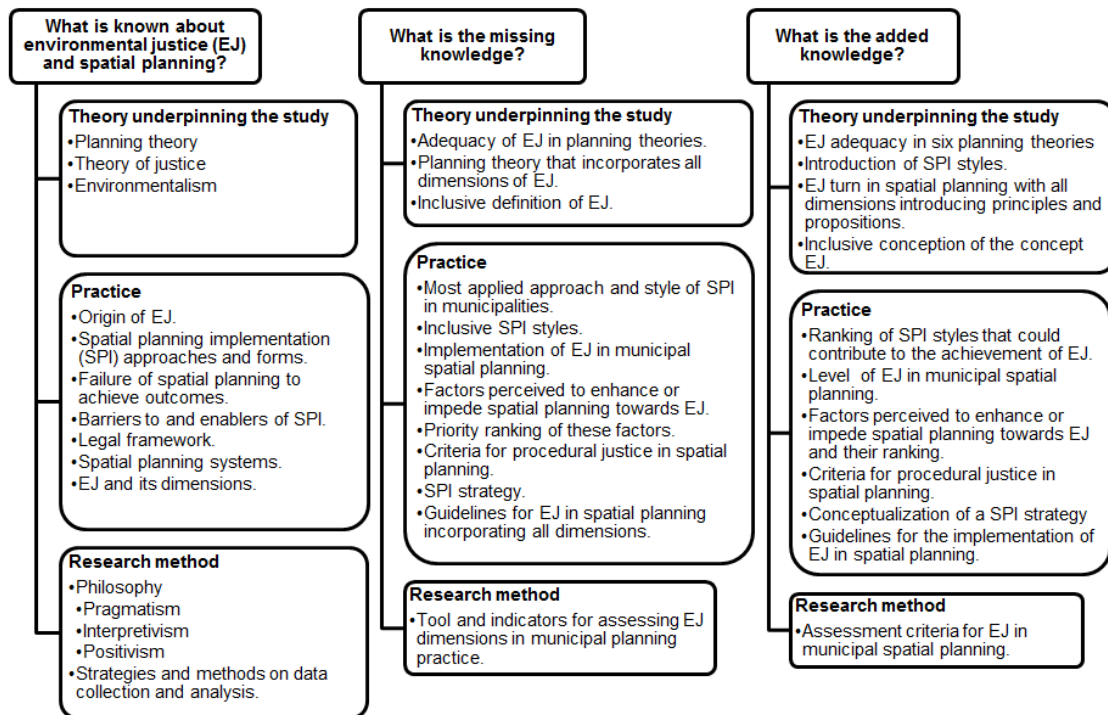 What is known about
environmental justice (EJ)
and spatial planning?
Theory underpinning the study
•Planning theory
•Theory of justice
•Environmentalism
Practice
•Origin of EJ.
•Spatial planning implementation
(SPI) approaches and forms.
•Failure of spatial planning to
achieve outcomes.
•Barriers to and enablers of SPI.
•Legal framework.
•Spatial planning systems.
•EJ and its dimensions.
Research method
•Philosophy
•Pragmatism
•Interpretivism
•Positivism
•Strategies and methods on data
collection and analysis.
What is the missing
knowledge?
Theory underpinning the study
•Adequacy of EJ in planning theories.
•Planning theory that incorporates all
dimensions of EJ.
•Inclusive definition of EJ.
Practice
•Most applied approach and style of SPI
in municipalities.
•Inclusive SPI styles.
•Implementation of EJ in municipal
spatial planning.
•Factors perceived to enhance or
impede spatial planning towards EJ.
•Priority ranking of these factors.
•Criteria for procedural justice in spatial
planning.
•SPI strategy.
•Guidelines for EJ in spatial planning
incorporating all dimensions.
Research method
•Tool and indicators for assessing EJ
dimensions in municipal planning
practice.
What is the added
knowledge?
Theory underpinning the study
•EJ adequacy in six planning theories
•Introduction of SPI styles.
•EJ turn in spatial planning with all
dimensions introducing principles and
propositions.
•Inclusive conception of the concept
EJ.
Practice
•Ranking of SPI styles that could
contribute to the achievement of EJ.
•Level of EJ in municipal spatial
planning.
•Factors perceived to enhance or
impede spatial planning towards EJ
and their ranking.
•Criteria for procedural justice in
spatial planning.
•Conceptualization of a SPI strategy
•Guidelines for the implementation of
EJ in spatial planning.
Research method
•Assessment criteria for EJ in
municipal spatial planning.